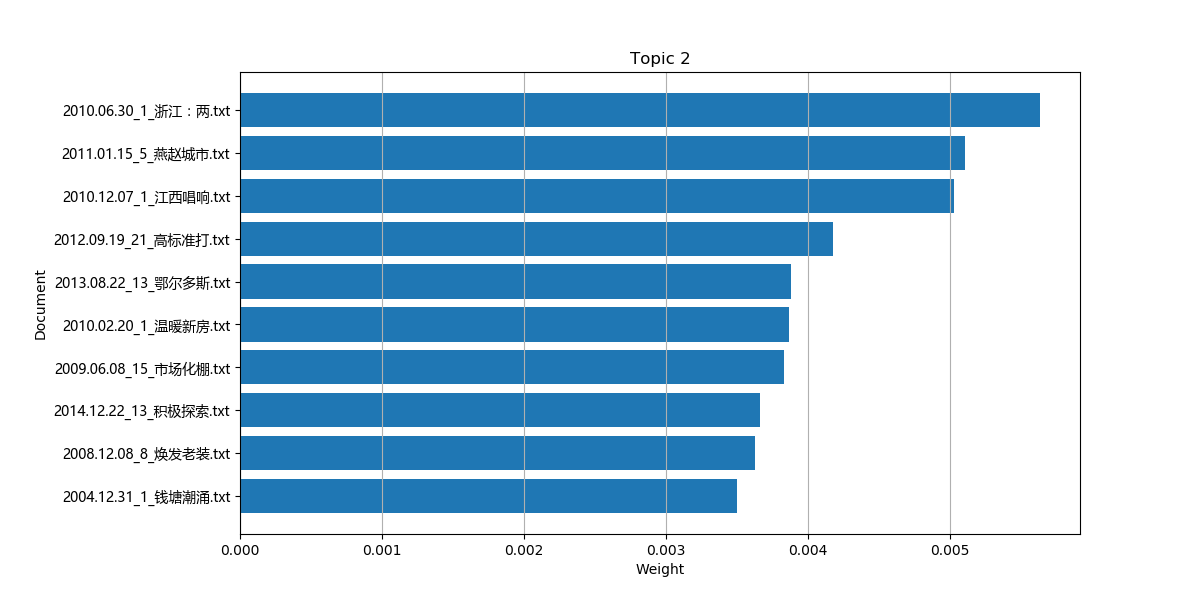 Topic 2
2010.06.30_1_浙江：两.txt
2011.01.15_5_燕赵城市.txt
2010.12.07_1_江西唱响.txt
2012.09.19_21_高标准打.txt
2013.08.22_13_鄂尔多斯.txt
2010.02.20_1_温暖新房.txt
2009.06.08_15_市场化棚.txt
2014.12.22_13_积极探索.txt
2008.12.08_8_焕发老装.txt
2004.12.31_1_钱塘潮涌.txt
Document
0.000 0.001 0.002 0.003 0.004 0.005
Weight